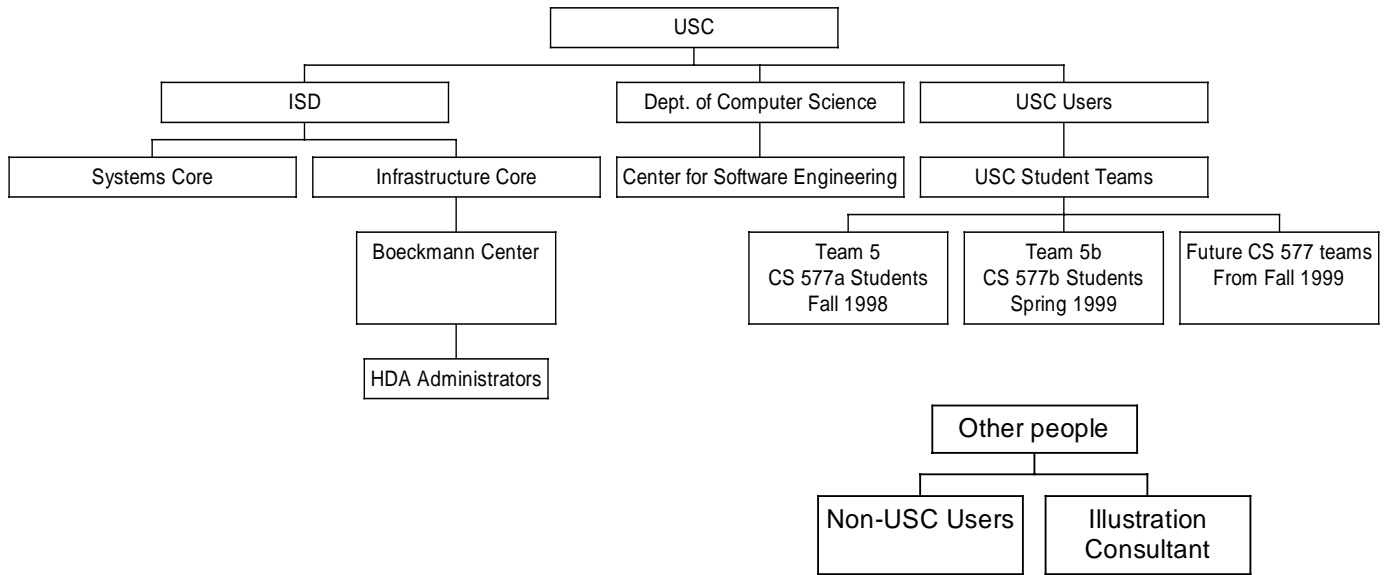 USC
ISD
Dept. of Computer Science
USC Users
Systems Core
Infrastructure Core
Center for Software Engineering
USC Student Teams
Boeckmann Center
Team 5
CS 577a Students
Fall 1998
Team 5b
CS 577b Students
Spring 1999
Future CS 577 teams
From Fall 1999
HDA Administrators
Other people
Non-USC Users
Illustration
Consultant